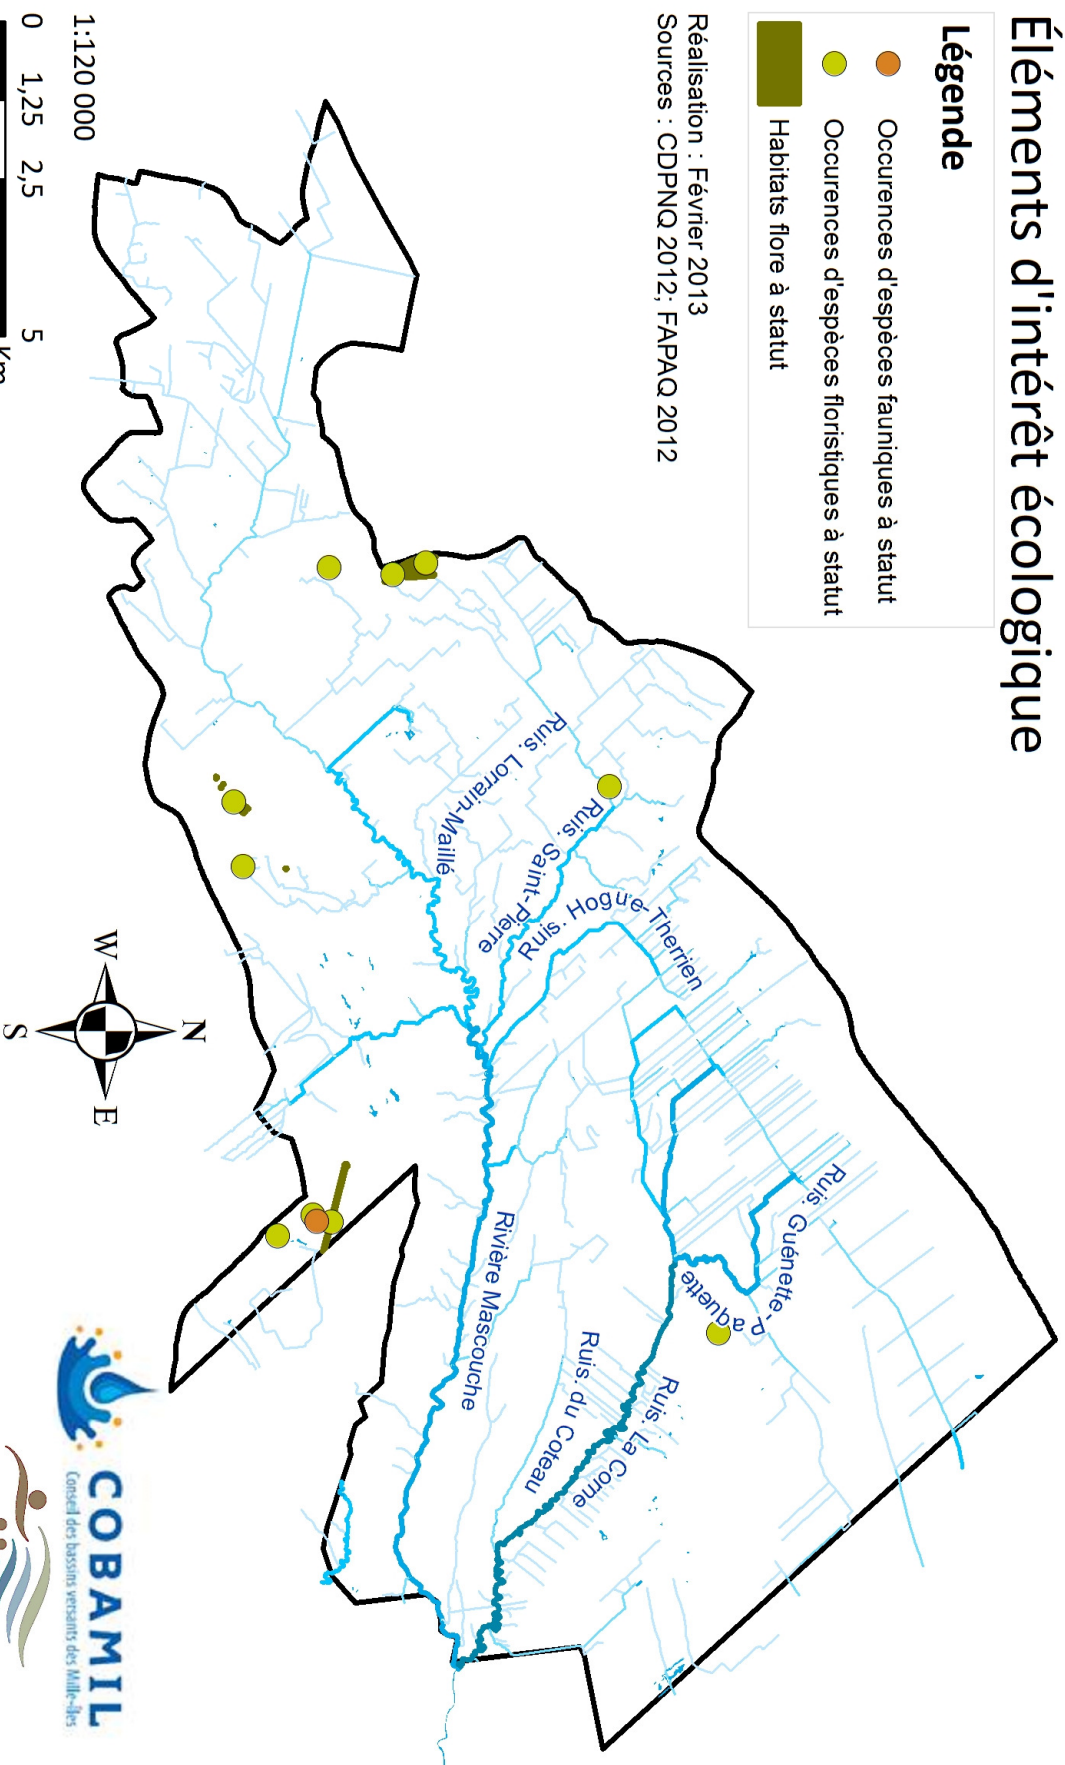 Éléments d'intérêt écologique
Légende
Occurences d'espèces fauniques à statut
Occurences d'espèces floristiques à statut
Habitats flore à statut
Réalisation : Février 2013
Sources : CDPNQ 2012; FAPAQ 2012
Ruis. Guénette-Paquette
Ruis. Hogue-Therrien
Ruis. Saint-Pierre
Ruis. Lorrain-Maillé
Ruis. La Corne
Ruis. du Coteau
Rivière Mascouche
N
W
E
S
1:120 000
0 1,25 2,5 5
Km
COBAMIL
Conseil des bassins versants des Mille-Îles